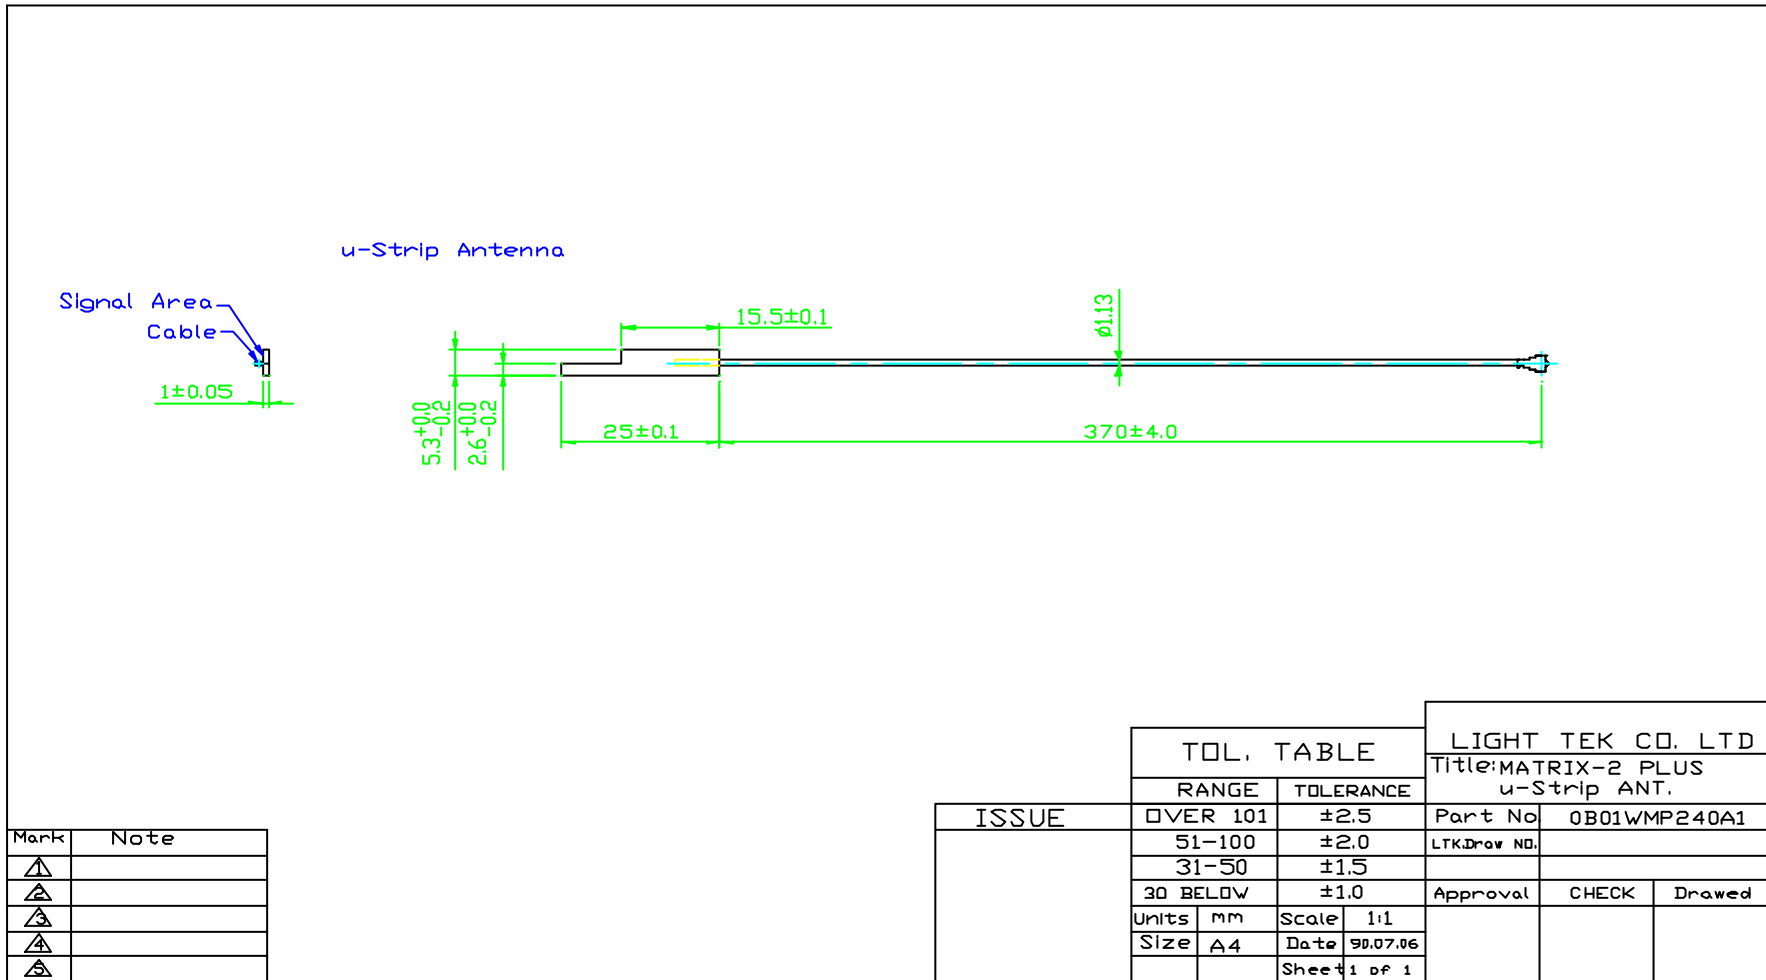 u-Strip Antenna
Signal Area
Cable
1±0.05
15.5±0.1
ø1.13
5.3+0.0-0.2
2.6+0.0-0.2
25±0.1
370±4.0
Mark Note
1
2
3
4
5
ISSUE
TOL. TABLE
RANGE TOLERANCE
OVER 101 ±2.5
51-100 ±2.0
31-50 ±1.5
30 BELOW ±1.0
Units mm Scale 1:1
Size A4 Date 90.07.06
Sheet 1 of 1
LIGHT TEK CO. LTD
Title:MATRIX-2 PLUS
u-Strip ANT.
Part No. 0B01WMP240A1
LTK.Draw NO.
Approval CHECK Drawed